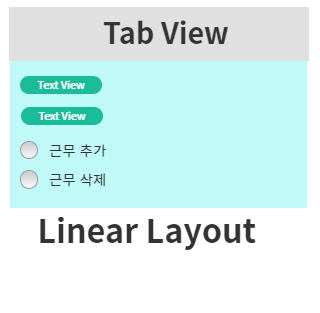 Tab View
Text View
Text View
근무 추가
근무 삭제
Linear Layout